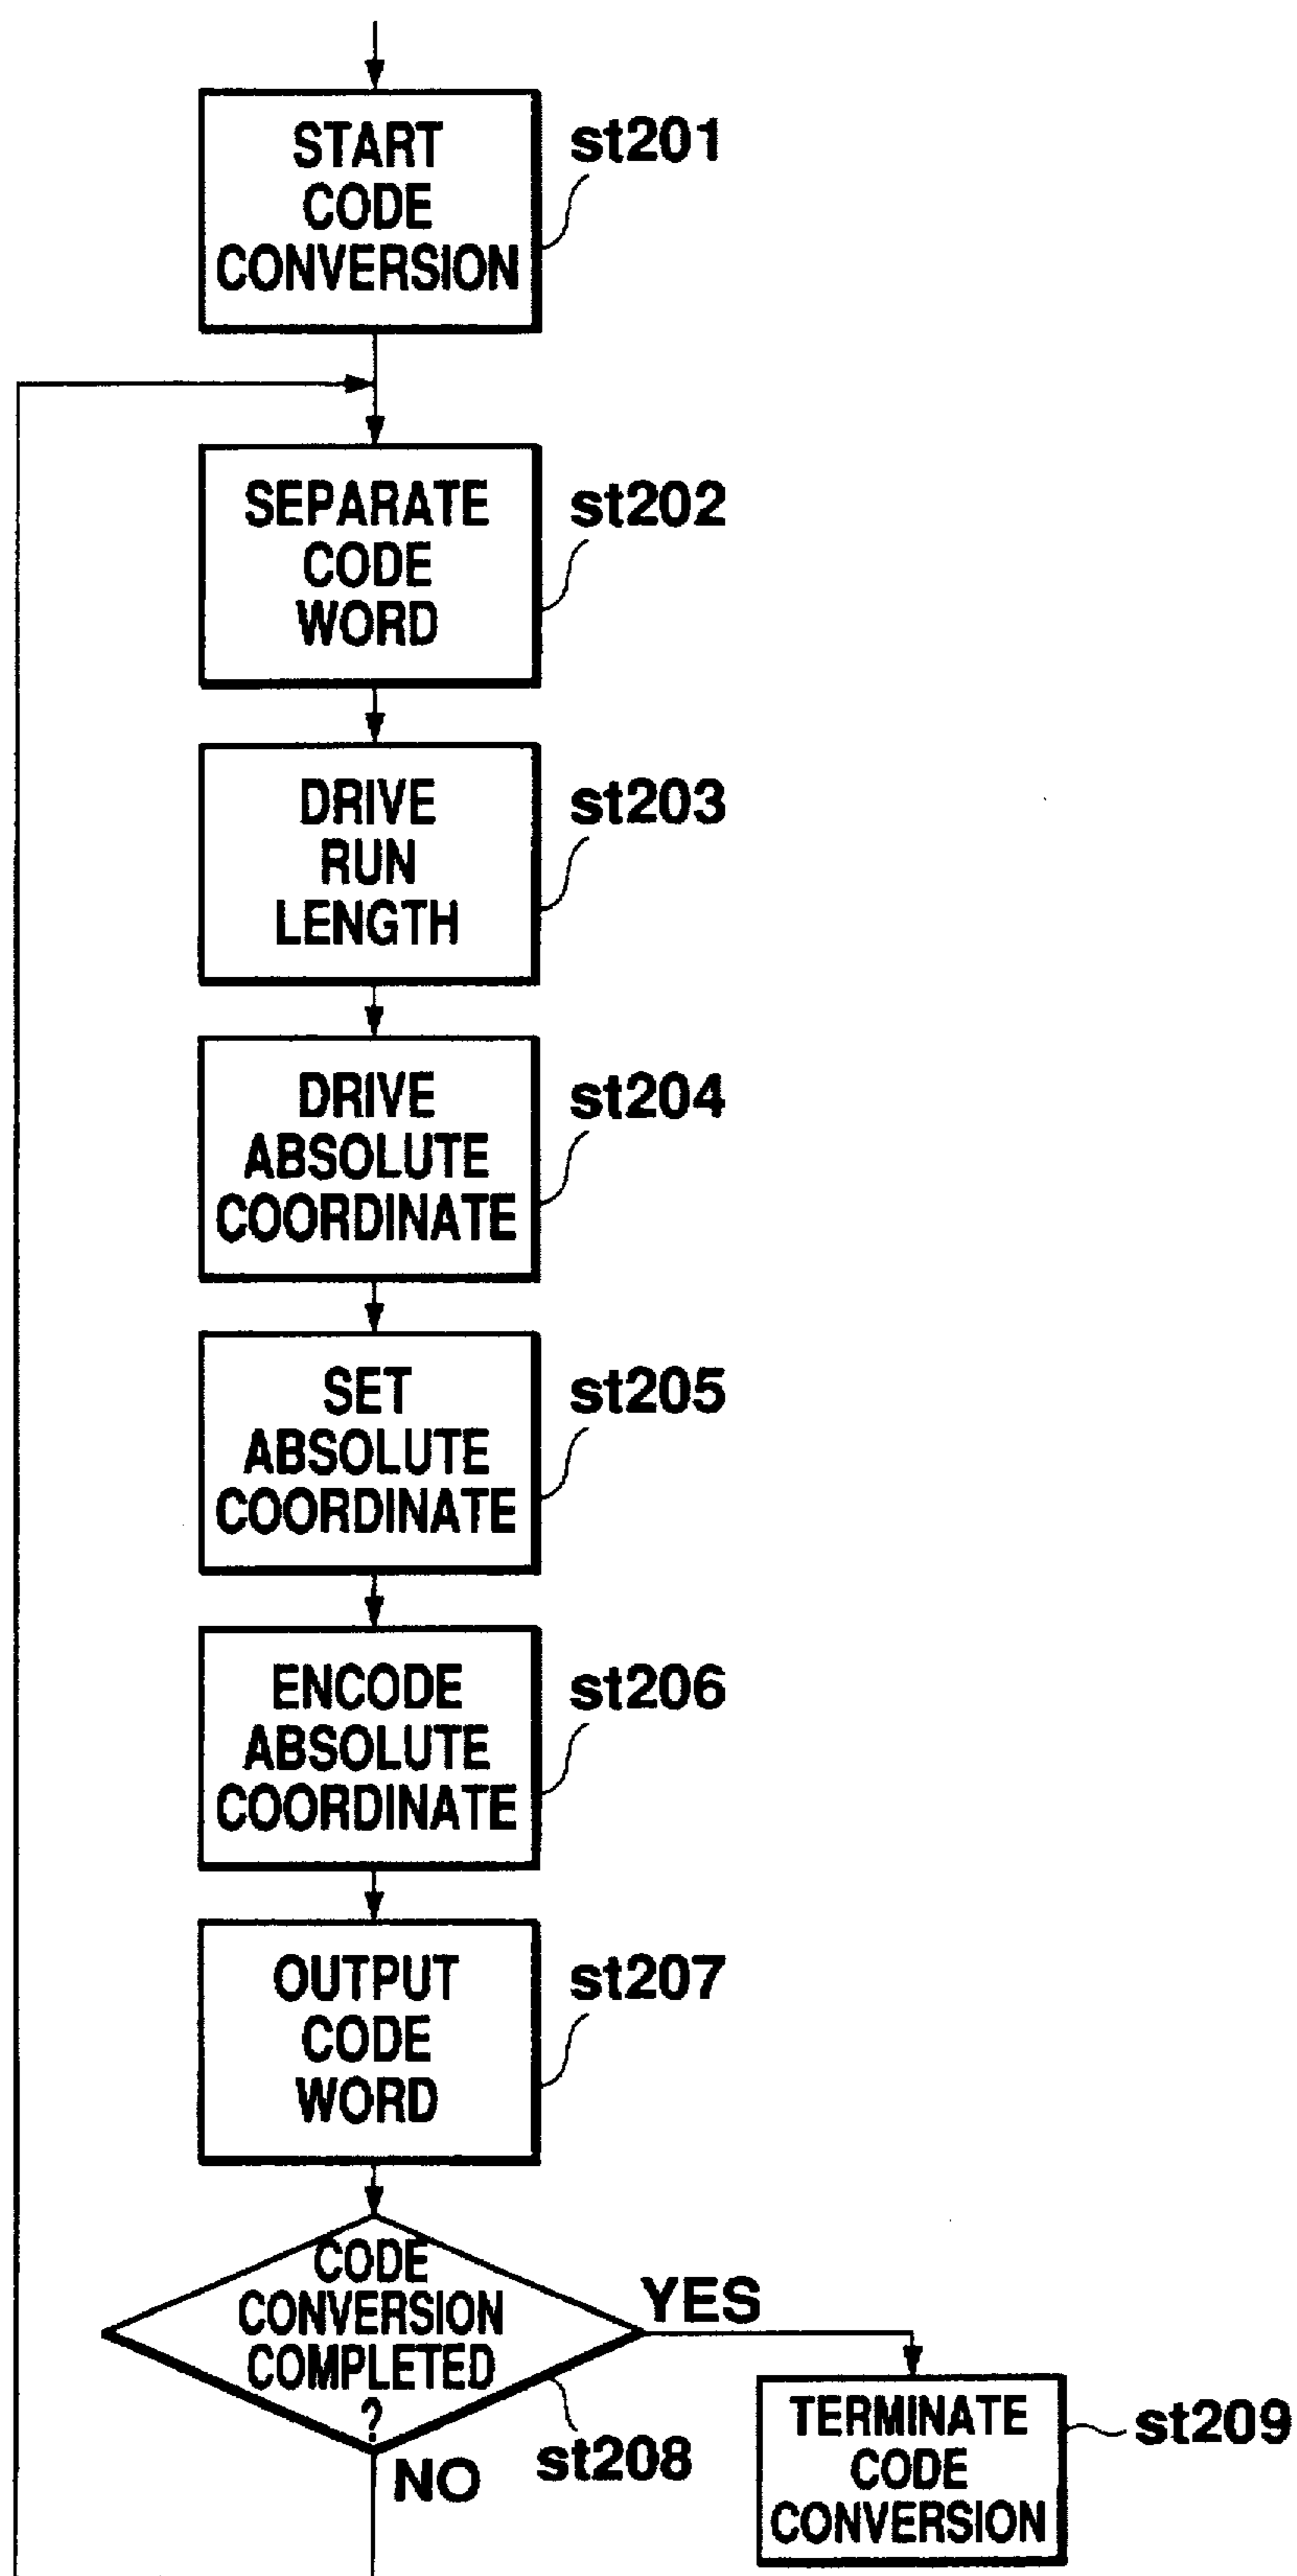 START
CODE
CONVERSION
st201
SEPARATE
CODE
WORD
st202
DRIVE
RUN
LENGTH
st203
DRIVE
ABSOLUTE
COORDINATE
st204
SET
ABSOLUTE
COORDINATE
st205
ENCODE
ABSOLUTE
COORDINATE
st206
OUTPUT
CODE
WORD
st207
CODE
CONVERSION
COMPLETED
?
st208
YES
NO
TERMINATE
CODE
CONVERSION
st209